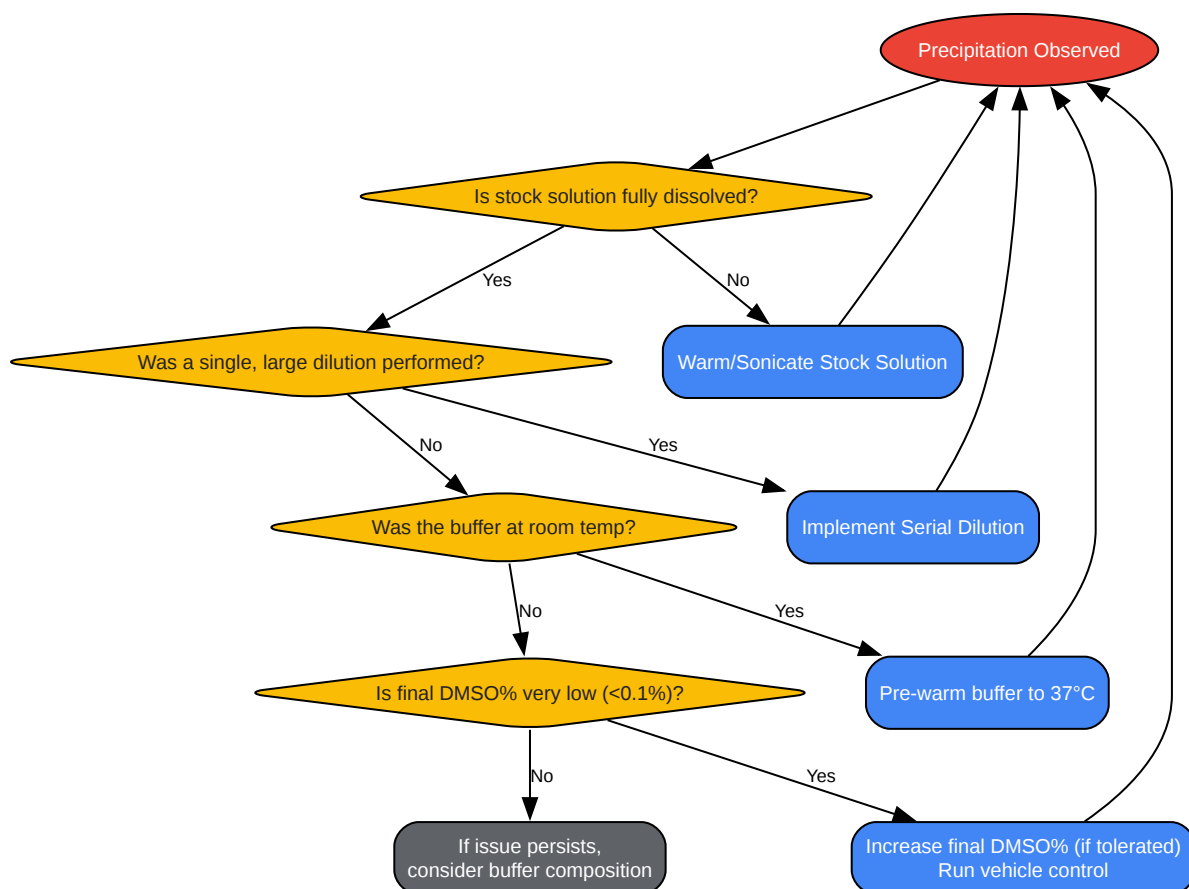 Precipitation Observed
Is stock solution fully dissolved?
Yes
No
Was a single, large dilution performed?
Warm/Sonicate Stock Solution
No
Yes
Was the buffer at room temp?
Implement Serial Dilution
No
Yes
Is final DMSO% very low (<0.1%)?
Pre-warm buffer to 37°C
No
Yes
If issue persists,
consider buffer composition
Increase final DMSO% (if tolerated)
Run vehicle control